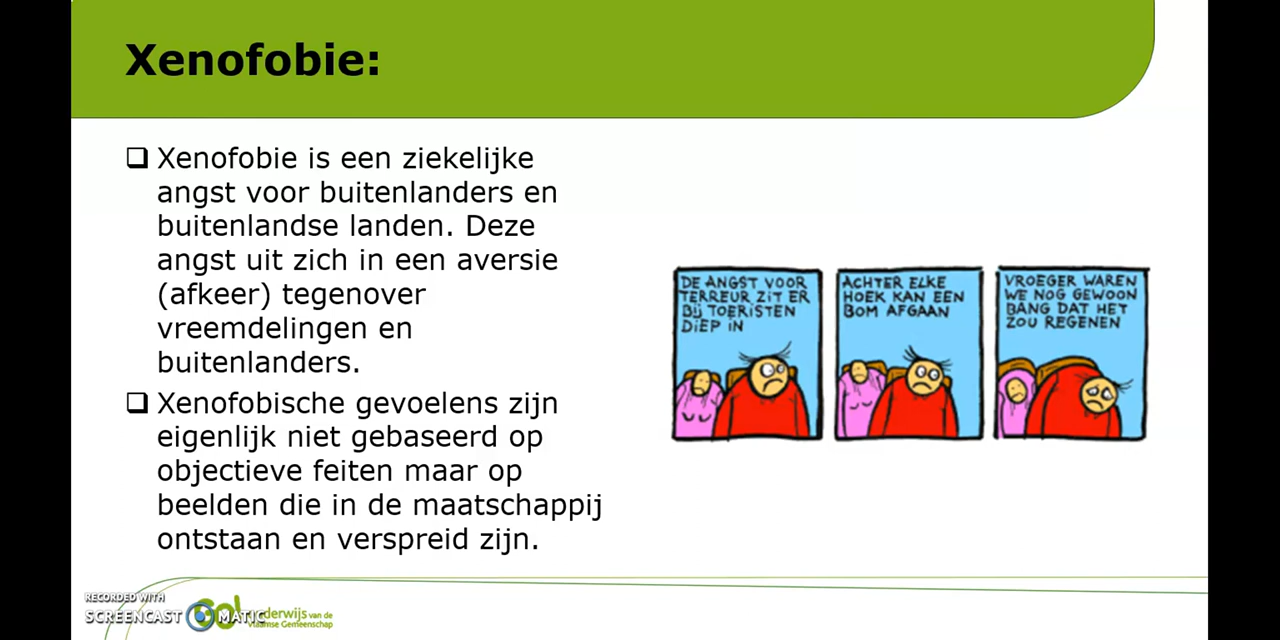 Xenofobie:
Xenofobie is een ziekelijke
angst voor buitenlanders en
buitenlandse landen. Deze
angst uit zich in een aversie
(afkeer) tegenover
vreemdelingen en
buitenlanders.
Xenofobische gevoelens zijn
eigenlijk niet gebaseerd op
objectieve feiten maar op
beelden die in de maatschappij
ontstaan en verspreid zijn.
DE ANGST VOOR
TERREUR ZIT ER
BIJ TOERISTEN
DIEP IN
ACHTER ELKE
HOEK KAN EEN
BOM AFGAAN
VROEGER WAREN
WE NOG GEWOON
BANG DAT HET
ZOU REGENEN
RECORDED WITH
SCREENCAST MATIC
van de
Vlaamse Gemeenschap